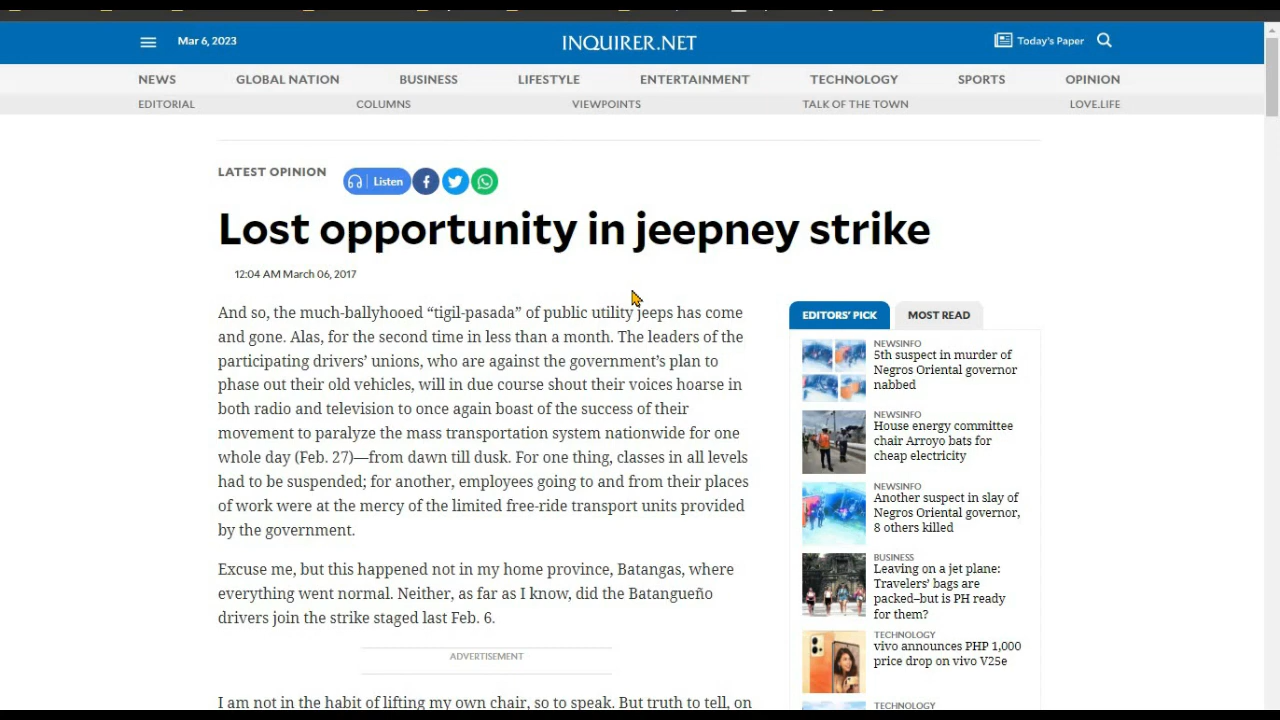 Mar 6, 2023
INQUIRER.NET
Today's Paper
NEWS GLOBAL NATION BUSINESS LIFESTYLE ENTERTAINMENT TECHNOLOGY SPORTS OPINION
EDITORIAL COLUMNS VIEWPOINTS TALK OF THE TOWN LOVE.LIFE
LATEST OPINION
Listen
Lost opportunity in jeepney strike
12:04 AM March 06, 2017
And so, the much-ballyhooed “tigil-pasada” of public utility jeeps has come
and gone. Alas, for the second time in less than a month. The leaders of the
participating drivers’ unions, who are against the government’s plan to
phase out their old vehicles, will in due course shout their voices hoarse in
both radio and television to once again boast of the success of their
movement to paralyze the mass transportation system nationwide for one
whole day (Feb. 27)—from dawn till dusk. For one thing, classes in all levels
had to be suspended; for another, employees going to and from their places
of work were at the mercy of the limited free-ride transport units provided
by the government.
Excuse me, but this happened not in my home province, Batangas, where
everything went normal. Neither, as far as I know, did the Batangueño
drivers join the strike staged last Feb. 6.
ADVERTISEMENT
I am not in the habit of lifting my own chair, so to speak. But truth to tell, on
EDITORS' PICK MOST READ
NEWSINFO
5th suspect in murder of
Negros Oriental governor
nabbed
NEWSINFO
House energy committee
chair Arroyo bats for
cheap electricity
NEWSINFO
Another suspect in slay of
Negros Oriental governor,
8 others killed
BUSINESS
Leaving on a jet plane:
Travelers’ bags are
packed–but is PH ready
for them?
TECHNOLOGY
vivo announces PHP 1,000
price drop on vivo V25e
TECHNOLOGY